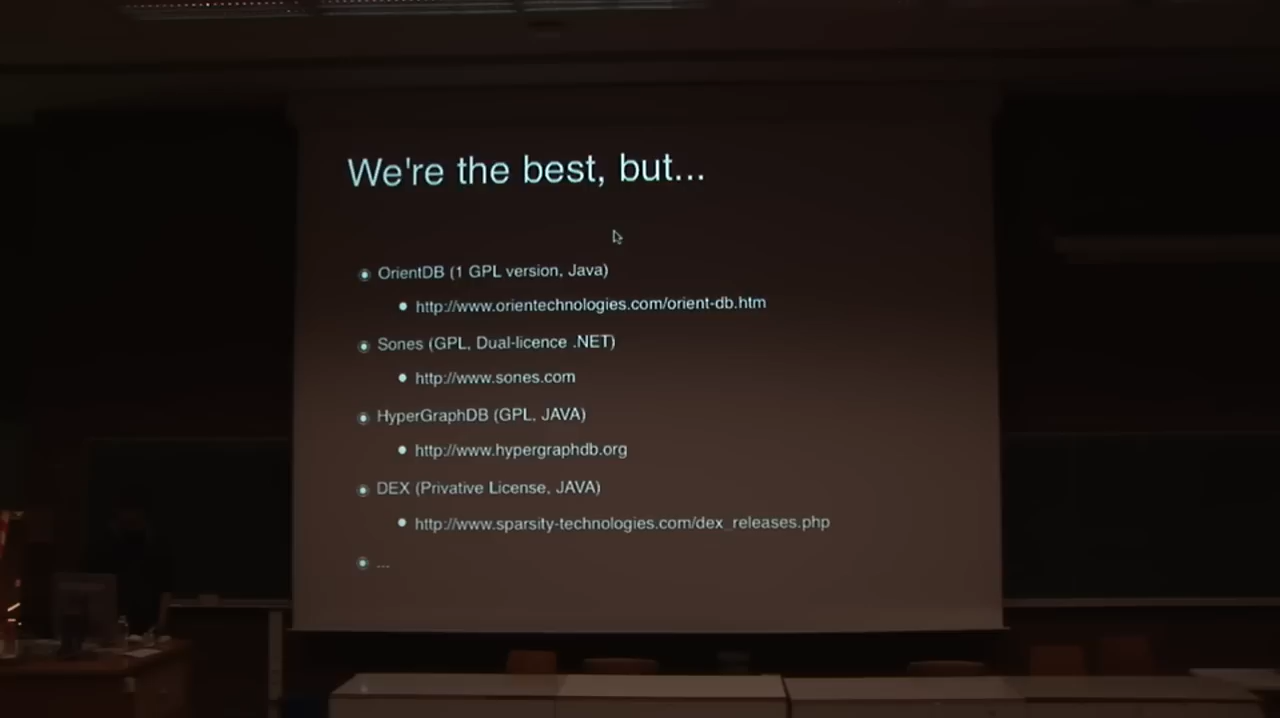 We're the best, but...
OrientDB (1 GPL version, Java)
http://www.orientechnologies.com/orient-db.htm
Sones (GPL, Dual-licence .NET)
http://www.sones.com
HyperGraphDB (GPL, JAVA)
http://www.hypergraphdb.org
DEX (Privative License, JAVA)
http://www.sparsity-technologies.com/dex_releases.php
...